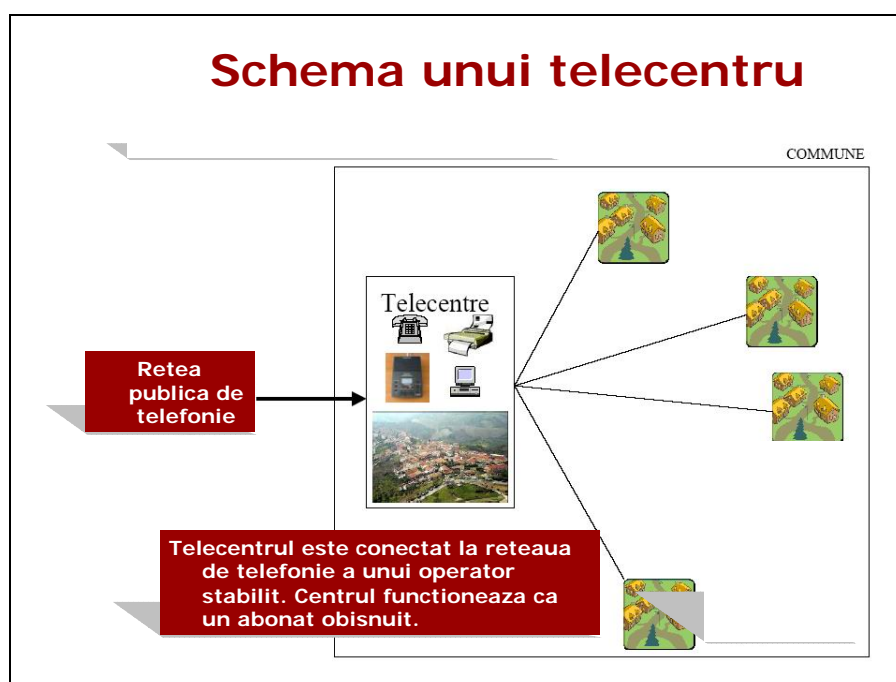 Schema unui telecentru
COMMUNE
Telecentre
Retea
publica de
telefonie
Telecentrul este conectat la reteaua
de telefonie a unui operator
stabilit. Centrul functioneaza ca
un abonat obisnuit.